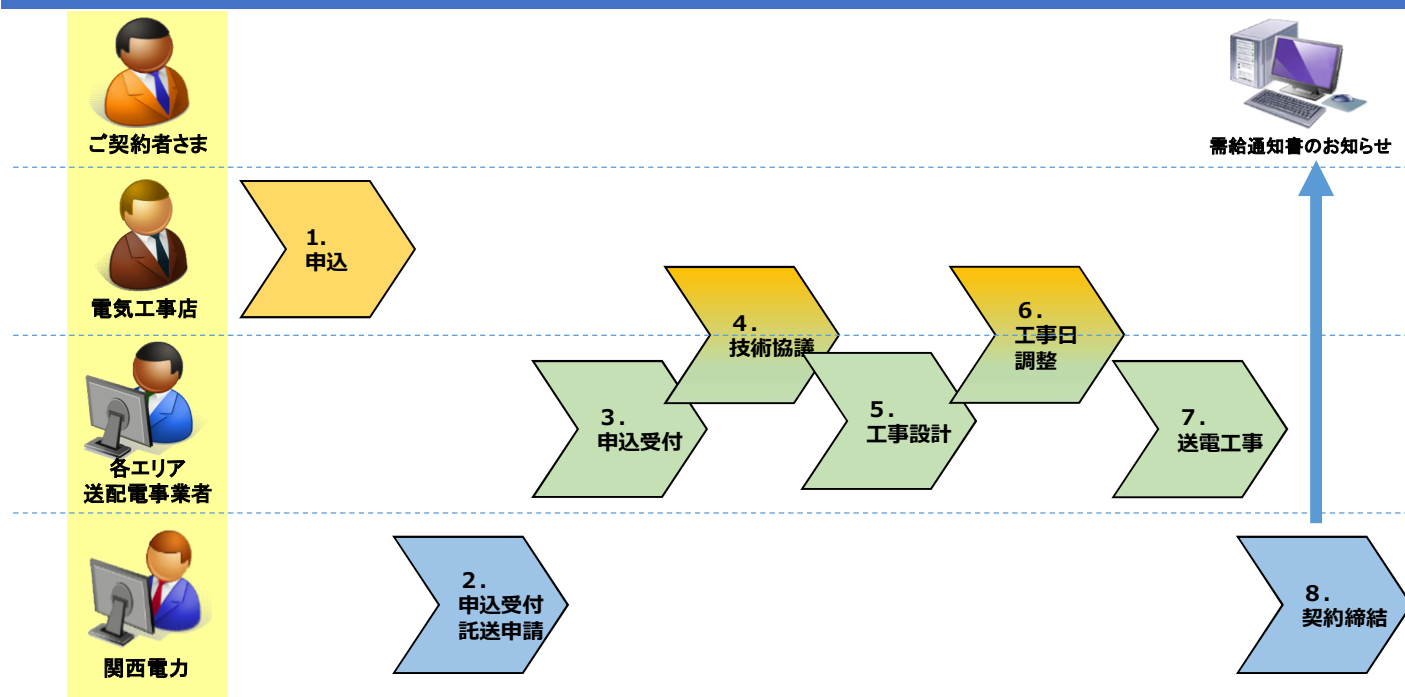 ご契約者さま
需給通知書のお知らせ
電気工事店
1.
申込
4.
技術協議
6.
工事日
調整
各エリア
送配電事業者
3.
申込受付
5.
工事設計
7.
送電工事
関西電力
2.
申込受付
託送申請
8.
契約締結